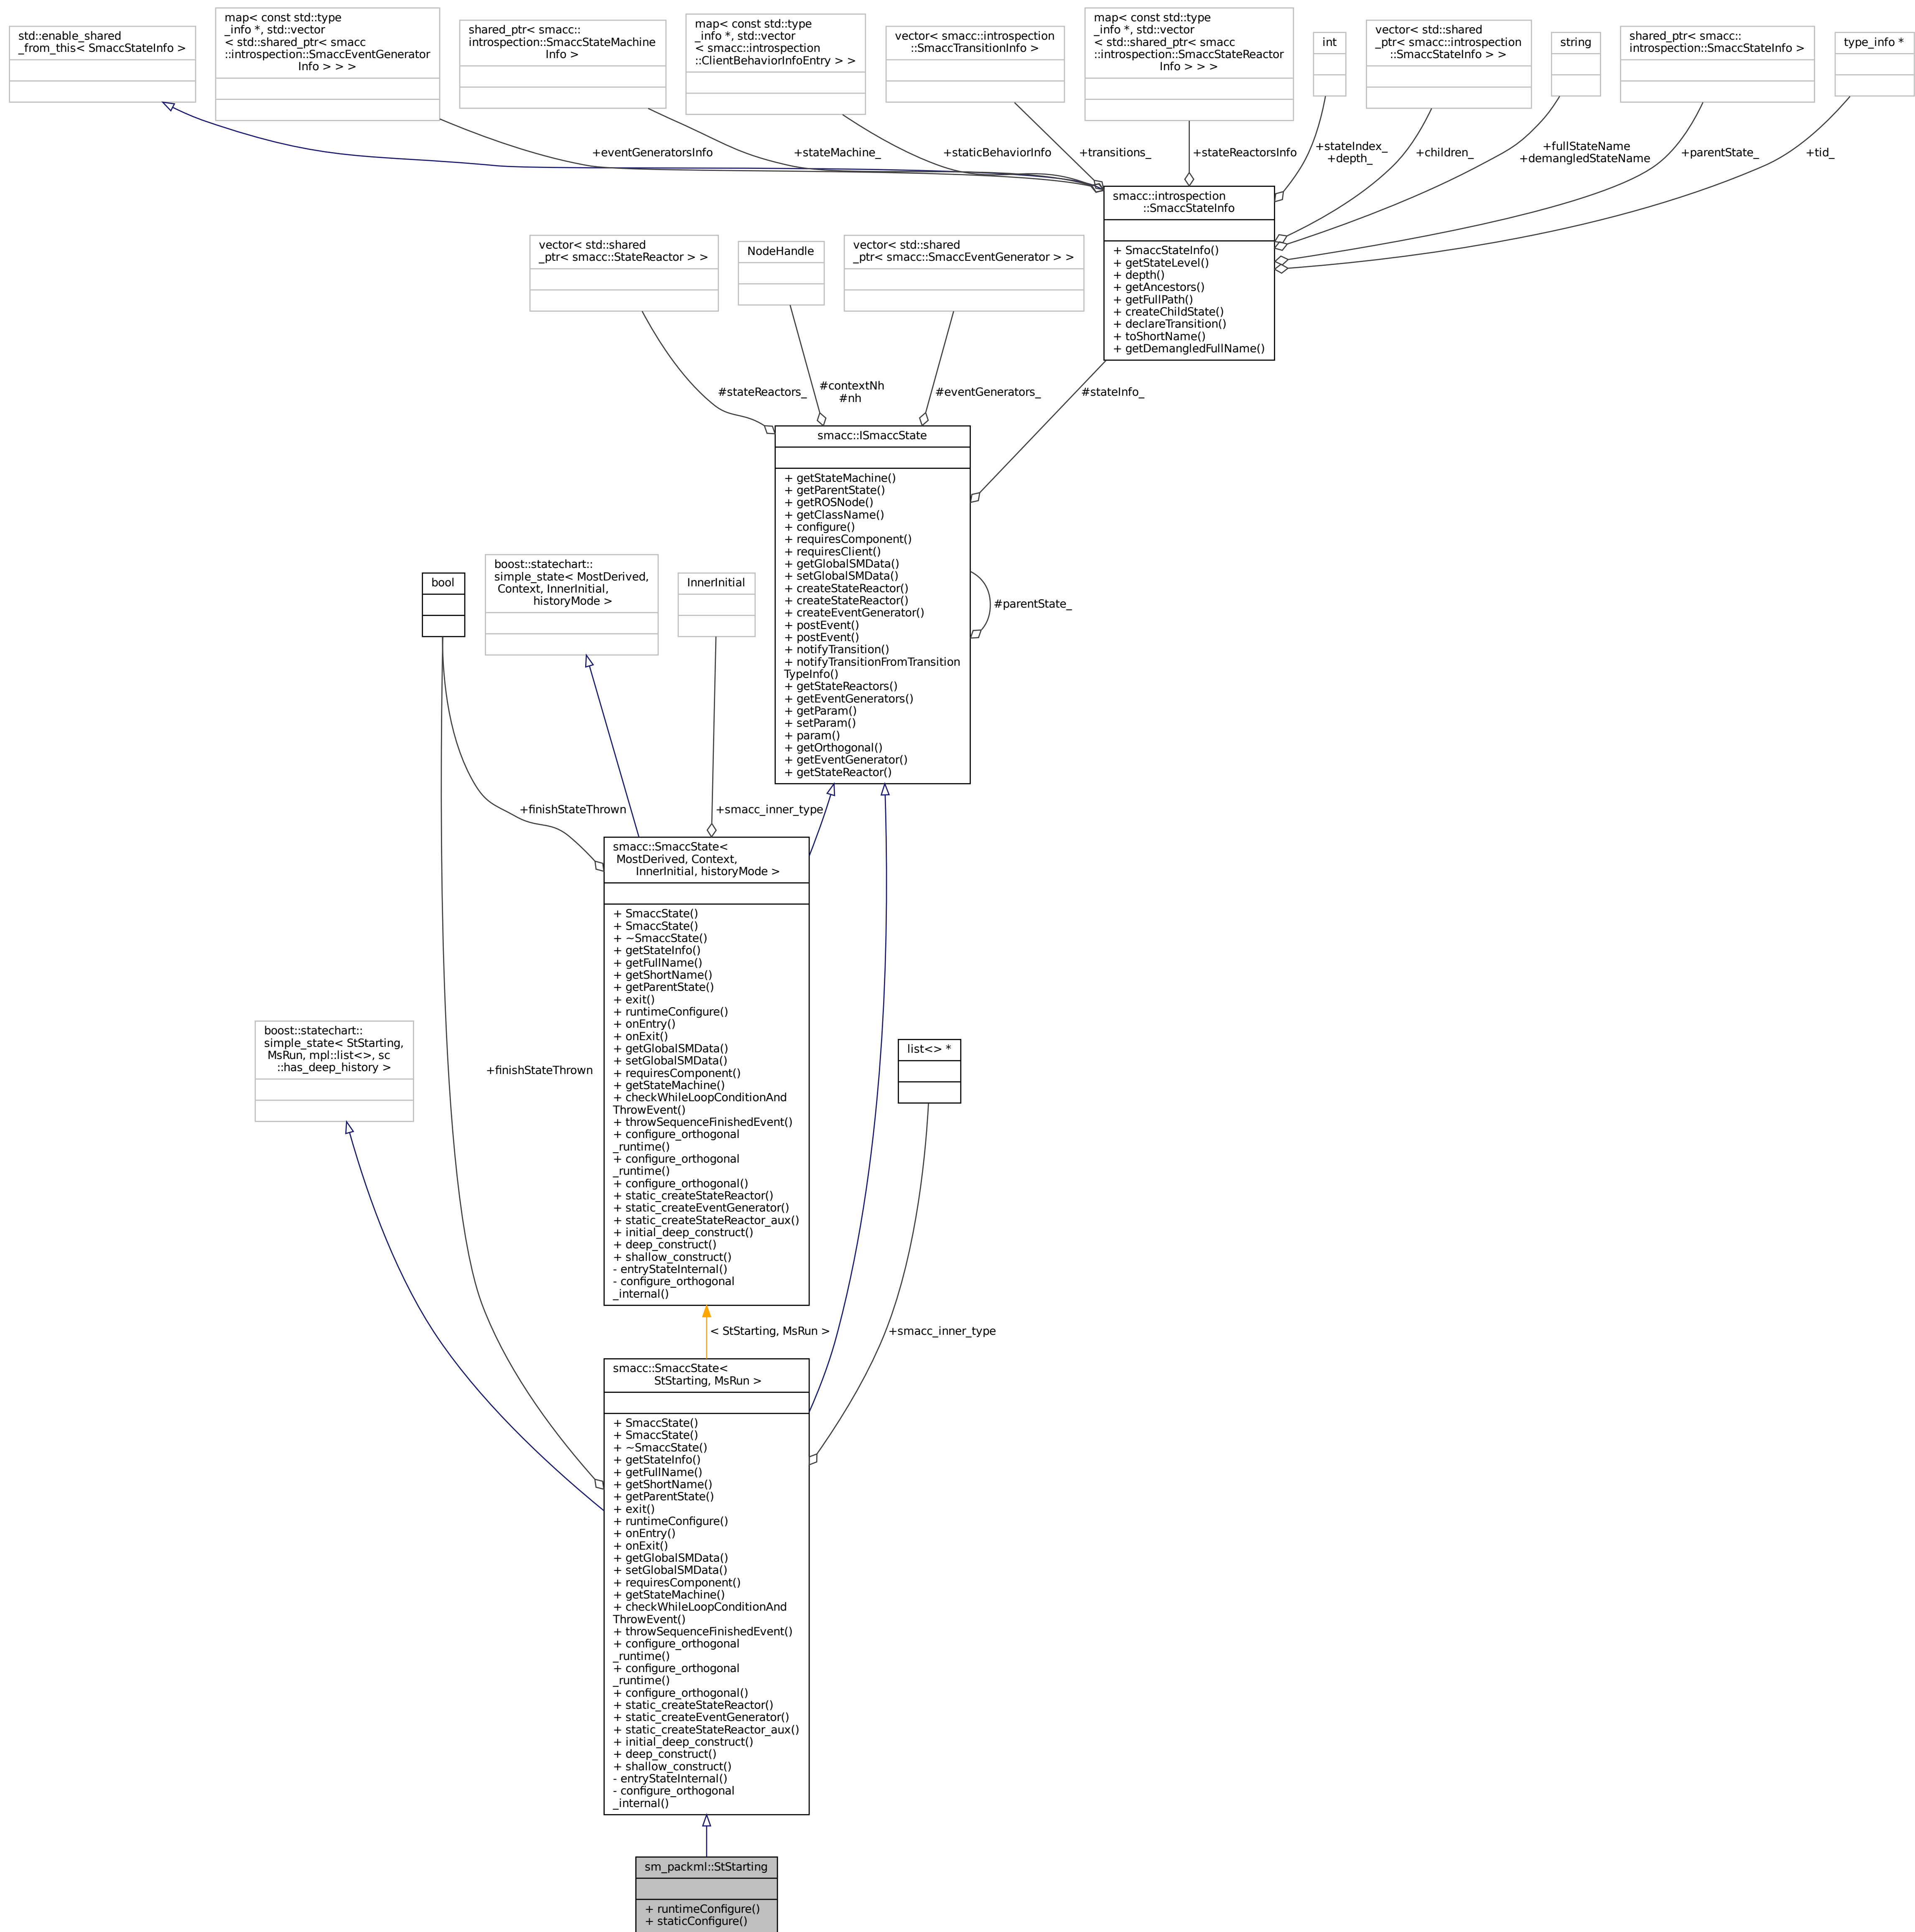 std::enable_shared
_from_this< SmaccStateInfo >
map< const std::type
_info *, std::vector
< std::shared_ptr< smacc
::introspection::SmaccEventGenerator
Info > > >
shared_ptr< smacc::
introspection::SmaccStateMachine
Info >
map< const std::type
_info *, std::vector
< smacc::introspection
::ClientBehaviorInfoEntry > >
vector< smacc::introspection
::SmaccTransitionInfo >
map< const std::type
_info *, std::vector
< std::shared_ptr< smacc
::introspection::SmaccStateReactor
Info > > >
int
vector< std::shared
_ptr< smacc::introspection
::SmaccStateInfo > >
string
shared_ptr< smacc::
introspection::SmaccStateInfo >
type_info *
+eventGeneratorsInfo
+stateMachine_
+staticBehaviorInfo
+transitions_
+stateReactorsInfo
+stateIndex_
+depth_
+children_
+fullStateName
+demangledStateName
+parentState_
+tid_
smacc::introspection
::SmaccStateInfo
+ SmaccStateInfo()
+ getStateLevel()
+ depth()
+ getAncestors()
+ getFullPath()
+ createChildState()
+ declareTransition()
+ toShortName()
+ getDemangledFullName()
vector< std::shared
_ptr< smacc::StateReactor > >
NodeHandle
vector< std::shared
_ptr< smacc::SmaccEventGenerator > >
#stateReactors_
#contextNh
#nh
#eventGenerators_
#stateInfo_
smacc::ISmaccState
+ getStateMachine()
+ getParentState()
+ getROSNode()
+ getClassName()
+ configure()
+ requiresComponent()
+ requiresClient()
+ getGlobalSMData()
+ setGlobalSMData()
+ createStateReactor()
+ createStateReactor()
+ createEventGenerator()
+ postEvent()
+ postEvent()
+ notifyTransition()
+ notifyTransitionFromTransition
TypeInfo()
+ getStateReactors()
+ getEventGenerators()
+ getParam()
+ setParam()
+ param()
+ getOrthogonal()
+ getEventGenerator()
+ getStateReactor()
#parentState_
bool
boost::statechart::
simple_state< MostDerived,
Context, InnerInitial,
historyMode >
InnerInitial
+finishStateThrown
+smacc_inner_type
smacc::SmaccState<
MostDerived, Context,
InnerInitial, historyMode >
+ SmaccState()
+ SmaccState()
+ ~SmaccState()
+ getStateInfo()
+ getFullName()
+ getShortName()
+ getParentState()
+ exit()
+ runtimeConfigure()
+ onEntry()
+ onExit()
+ getGlobalSMData()
+ setGlobalSMData()
+ requiresComponent()
+ getStateMachine()
+ checkWhileLoopConditionAnd
ThrowEvent()
+ throwSequenceFinishedEvent()
+ configure_orthogonal
_runtime()
+ configure_orthogonal
_runtime()
+ configure_orthogonal()
+ static_createStateReactor()
+ static_createEventGenerator()
+ static_createStateReactor_aux()
+ initial_deep_construct()
+ deep_construct()
+ shallow_construct()
- entryStateInternal()
- configure_orthogonal
_internal()
boost::statechart::
simple_state< StStarting,
MsRun, mpl::list<>, sc
::has_deep_history >
+finishStateThrown
list<> *
< StStarting, MsRun >
+smacc_inner_type
smacc::SmaccState<
StStarting, MsRun >
+ SmaccState()
+ SmaccState()
+ ~SmaccState()
+ getStateInfo()
+ getFullName()
+ getShortName()
+ getParentState()
+ exit()
+ runtimeConfigure()
+ onEntry()
+ onExit()
+ getGlobalSMData()
+ setGlobalSMData()
+ requiresComponent()
+ getStateMachine()
+ checkWhileLoopConditionAnd
ThrowEvent()
+ throwSequenceFinishedEvent()
+ configure_orthogonal
_runtime()
+ configure_orthogonal
_runtime()
+ configure_orthogonal()
+ static_createStateReactor()
+ static_createEventGenerator()
+ static_createStateReactor_aux()
+ initial_deep_construct()
+ deep_construct()
+ shallow_construct()
- entryStateInternal()
- configure_orthogonal
_internal()
sm_packml::StStarting
+ runtimeConfigure()
+ staticConfigure()